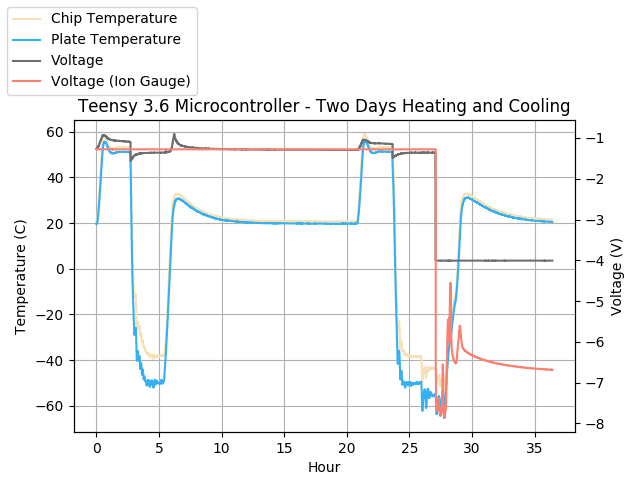 Chip Temperature
Plate Temperature
Voltage
Voltage (Ion Gauge)
Teensy 3.6 Microcontroller - Two Days Heating and Cooling
60
40
20
0
−20
−40
−60
Temperature (C)
−1
−2
−3
−4
−5
−6
−7
−8
Voltage (V)
0 5 10 15 20 25 30 35
Hour